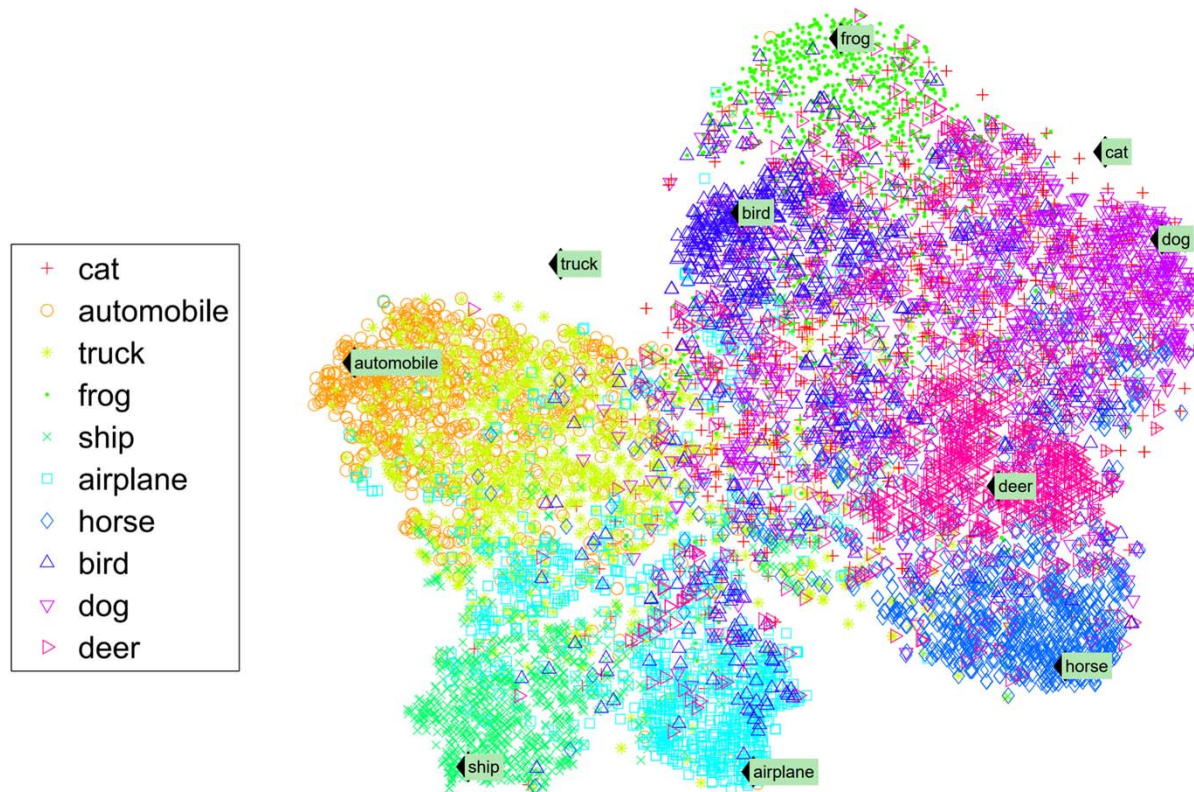 cat
automobile
truck
frog
ship
airplane
horse
bird
dog
deer
frog
cat
bird
dog
truck
automobile
deer
horse
ship
airplane